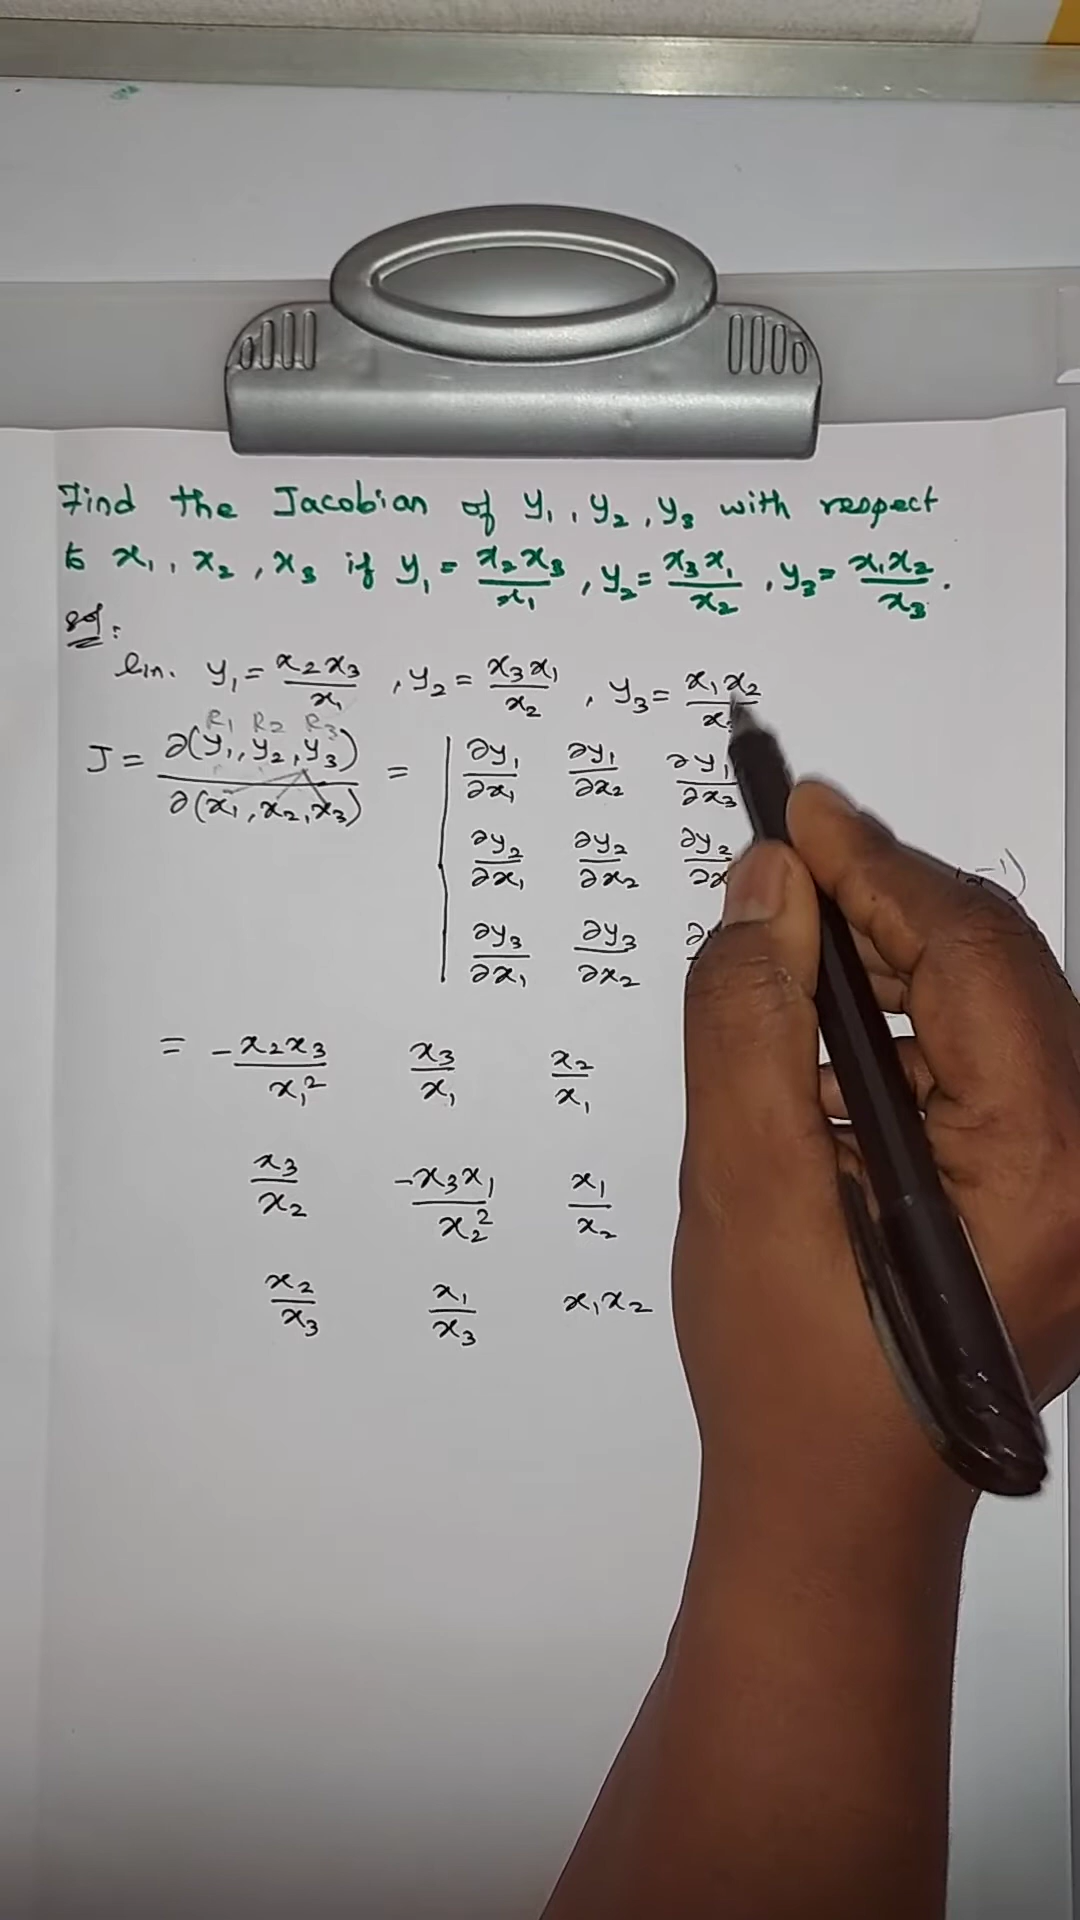 Find the Jacobian of y₁, y₂, y₃ with respect
to x₁, x₂, x₃ if y₁ = x₂x₃/x₁, y₂ = x₃x₁/x₂, y₃ = x₁x₂/x₃.
Sol:
Gin. y₁ = x₂x₃/x₁, y₂ = x₃x₁/x₂, y₃ = x₁x₂/x
R₁ R₂ R₃
J = ∂(y₁, y₂, y₃)/∂(x₁, x₂, x₃) = | ∂y₁/∂x₁ ∂y₁/∂x₂ ∂y₁/∂x₃
∂y₂/∂x₁ ∂y₂/∂x₂ ∂y₂/∂x
∂y₃/∂x₁ ∂y₃/∂x₂
= -x₂x₃/x₁² x₃/x₁ x₂/x₁
x₃/x₂ -x₃x₁/x₂² x₁/x₂
x₂/x₃ x₁/x₃ x₁x₂